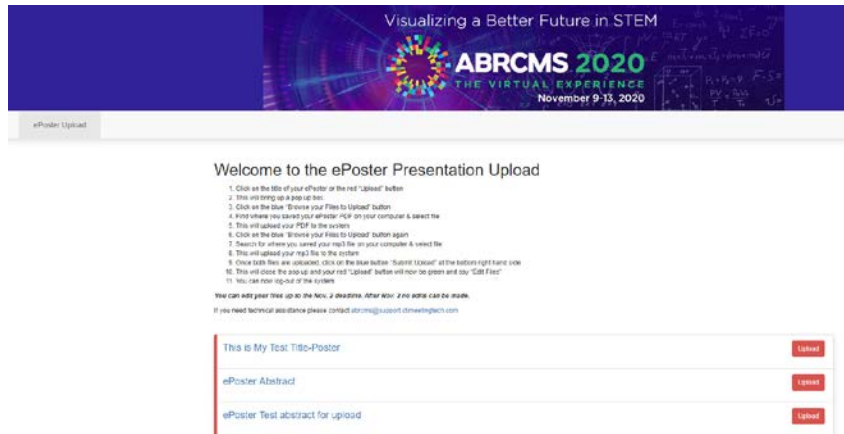 Visualizing a Better Future in STEM
ABRCMS 2020
THE VIRTUAL EXPERIENCE
November 9-13, 2020
ePoster Upload
Welcome to the ePoster Presentation Upload
1. Click on the title of your ePoster or the red "Upload" button
2. This will bring up a pop up box.
3. Click on the blue "Browse your Files to Upload" button
4. Find where you saved your ePoster PDF on your computer & select file
5. This will upload your PDF to the system
6. Click on the blue "Browse your Files to Upload" button again
7. Search for where you saved your mp3 file on your computer & select file
8. This will upload your mp3 file to the system
9. Once both files are uploaded, click on the blue button "Submit Upload" at the bottom right hand side
10. This will close the pop up and your red "Upload" button will now be green and say "Edit Files"
11. You can now log-out of the system
You can edit your files up to the Nov. 2 deadline. After Nov. 2 no edits can be made.
If you need technical assistance please contact
This is My Test Title-Poster
Upload
ePoster Abstract
Upload
ePoster Test abstract for upload
Upload